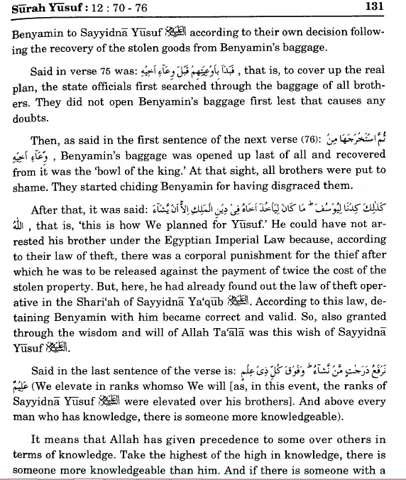 Sūrah Yūsuf : 12 : 70 - 76 131
Benyamin to Sayyidnā Yūsuf عليه السلام according to their own decision follow-
ing the recovery of the stolen goods from Benyamin's baggage.
Said in verse 75 was: فَبَدَأَ بِأَوْعِيَتِهِمْ قَبْلَ وِعَآءِ أَخِيْهِ , that is, to cover up the real
plan, the state officials first searched through the baggage of all broth-
ers. They did not open Benyamin's baggage first lest that causes any
doubts.
Then, as said in the first sentence of the next verse (76): ثُمَّ اسْتَخْرَجَهَا مِنْ
وِّعَآءِ اَخِيْهِ , Benyamin's baggage was opened up last of all and recovered
from it was the 'bowl of the king.' At that sight, all brothers were put to
shame. They started chiding Benyamin for having disgraced them.
After that, it was said: كَذٰلِكَ كِدْنَا لِيُوْسُفَ ۖ مَا كَانَ لِيَاْخُذَ اَخَاهُ فِىْ دِيْنِ الْمَلِكِ اِلَّآ اَنْ يَّشَآءَ
اللّٰهُ , that is, 'this is how We planned for Yūsuf.' He could have not ar-
rested his brother under the Egyptian Imperial Law because, according
to their law of theft, there was a corporal punishment for the thief after
which he was to be released against the payment of twice the cost of the
stolen property. But, here, he had already found out the law of theft oper-
ative in the Shari'ah of Sayyidnā Ya'qūb عليه السلام. According to this law, de-
taining Benyamin with him became correct and valid. So, also granted
through the wisdom and will of Allah Ta'ālā was this wish of Sayyidnā
Yūsuf عليه السلام.
Said in the last sentence of the verse is: نَرْفَعُ دَرَجٰتٍ مَّنْ نَّشَآءُ ۖ وَفَوْقَ كُلِّ ذِىْ عِلْمٍ
عَلِيْمٌ (We elevate in ranks whomso We will [as, in this event, the ranks of
Sayyidnā Yūsuf عليه السلام were elevated over his brothers]. And above every
man who has knowledge, there is someone more knowledgeable).
It means that Allah has given precedence to some over others in
terms of knowledge. Take the highest of the high in knowledge, there is
someone more knowledgeable than him. And if there is someone with a